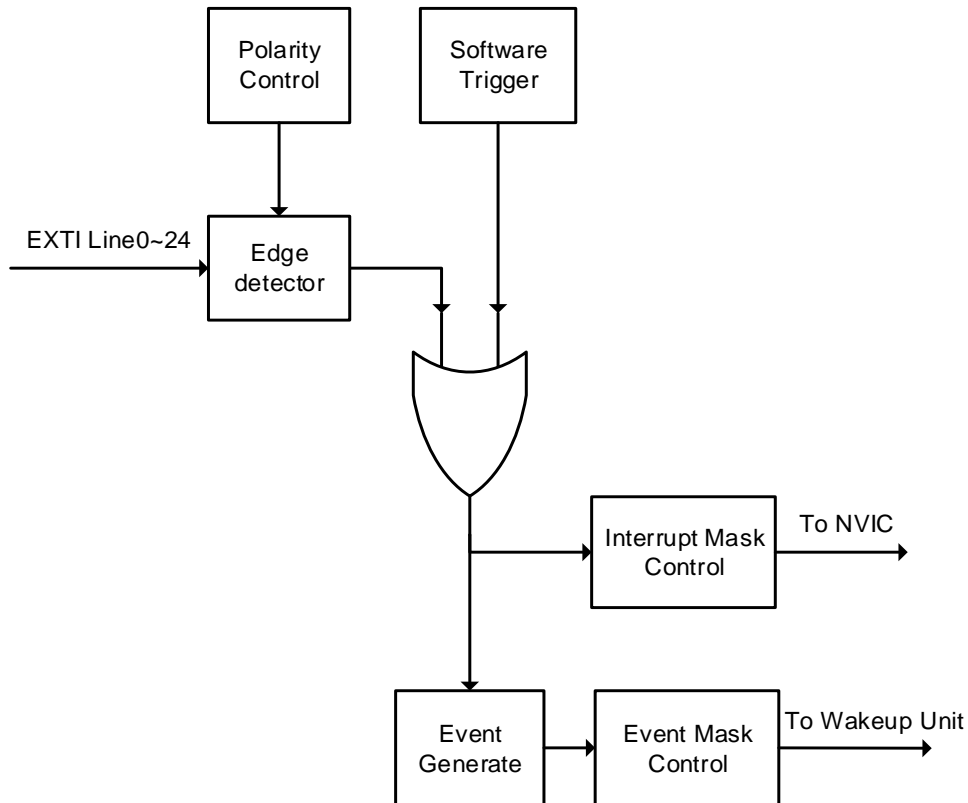 Polarity
Control
Software
Trigger
EXTI Line0~24
Edge
detector
Interrupt Mask
Control
To NVIC
Event
Generate
Event Mask
Control
To Wakeup Unit